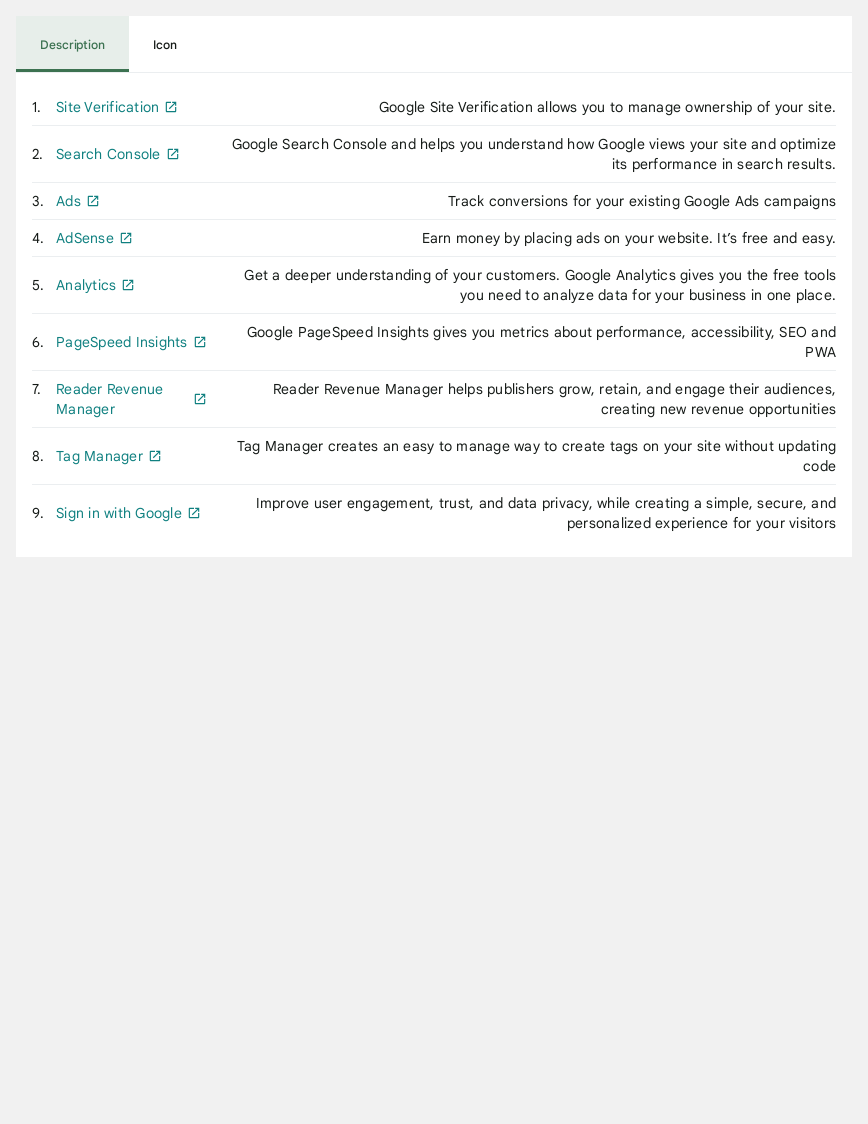 Description
Icon
1. Site Verification
Google Site Verification allows you to manage ownership of your site.
2. Search Console
Google Search Console and helps you understand how Google views your site and optimize
its performance in search results.
3. Ads
Track conversions for your existing Google Ads campaigns
4. AdSense
Earn money by placing ads on your website. It’s free and easy.
5. Analytics
Get a deeper understanding of your customers. Google Analytics gives you the free tools
you need to analyze data for your business in one place.
6. PageSpeed Insights
Google PageSpeed Insights gives you metrics about performance, accessibility, SEO and
PWA
7. Reader Revenue
Manager
Reader Revenue Manager helps publishers grow, retain, and engage their audiences,
creating new revenue opportunities
8. Tag Manager
Tag Manager creates an easy to manage way to create tags on your site without updating
code
9. Sign in with Google
Improve user engagement, trust, and data privacy, while creating a simple, secure, and
personalized experience for your visitors